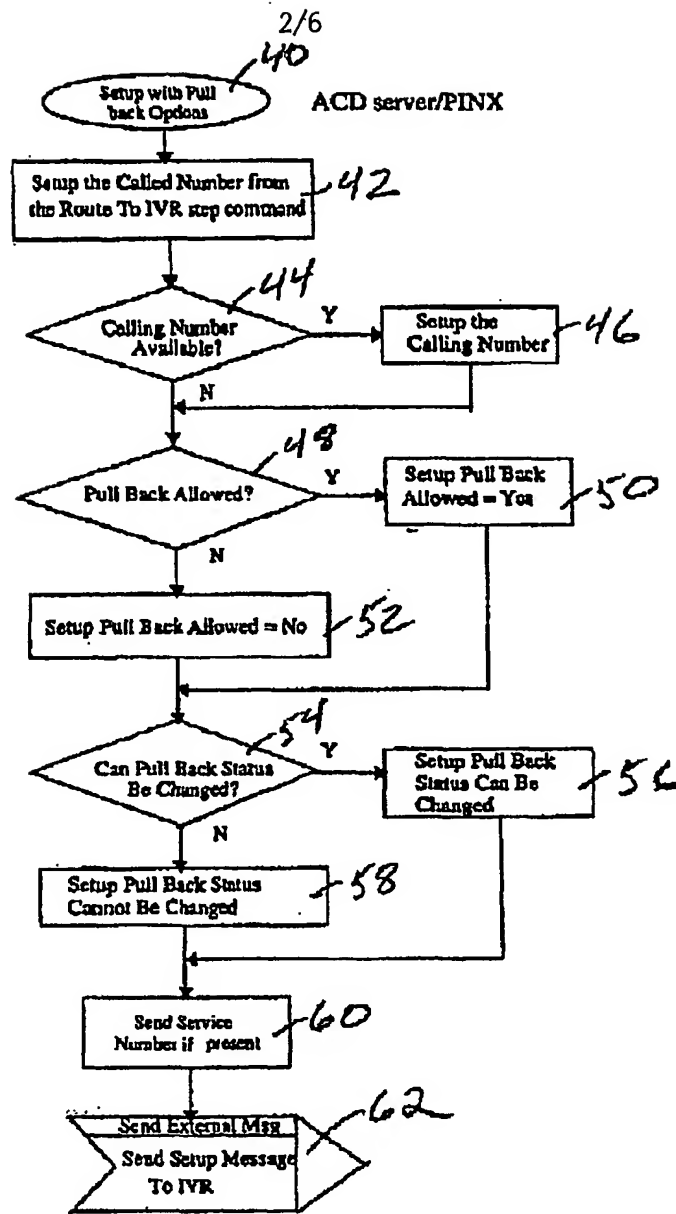 2/6
40
Setup with Pull
back Options
ACD server/PINX
Setup the Called Number from
the Route To IVR step command
42
44
Calling Number
Available?
Y
Setup the
Calling Number
46
N
48
Pull Back Allowed?
Y
Setup Pull Back
Allowed = Yes
50
N
Setup Pull Back Allowed = No
52
54
Can Pull Back Status
Be Changed?
Y
Setup Pull Back
Status Can Be
Changed
56
N
Setup Pull Back Status
Cannot Be Changed
58
Send Service
Number if present
60
Send External Msg
Send Setup Message
To IVR
62